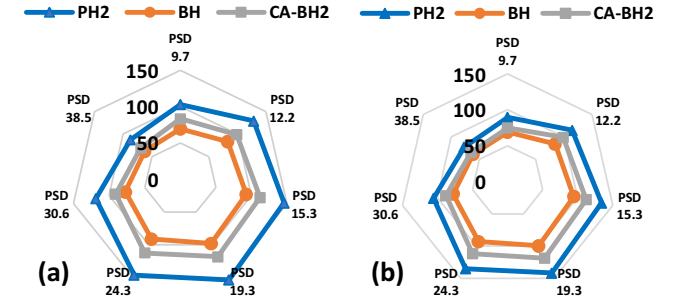 PH2 BH CA-BH2
PSD
9.7
150
100
50
0
PSD
12.2
PSD
15.3
PSD
19.3
PSD
24.3
PSD
30.6
PSD
38.5
(a)
PH2 BH CA-BH2
PSD
9.7
150
100
50
0
PSD
12.2
PSD
15.3
PSD
19.3
PSD
24.3
PSD
30.6
PSD
38.5
(b)